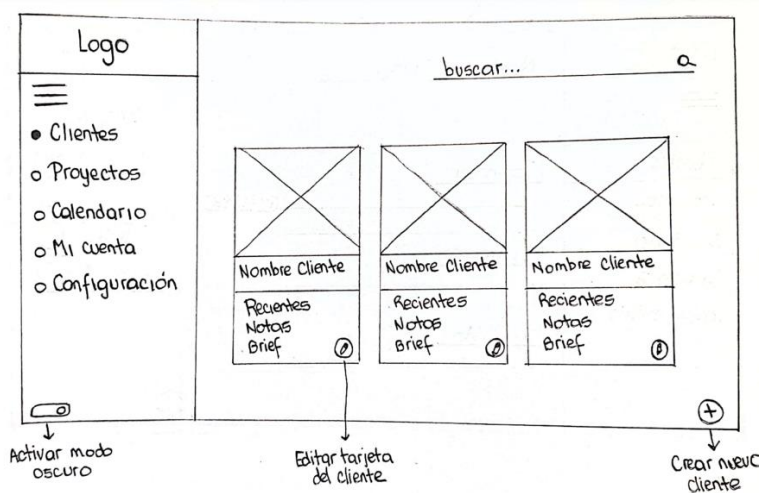 Logo
buscar...
Clientes
Proyectos
Calendario
Mi cuenta
Configuración
Nombre Cliente
Nombre Cliente
Nombre Cliente
Recientes
Notas
Brief
Recientes
Notas
Brief
Recientes
Notas
Brief
Activar modo
oscuro
Editar tarjeta
del cliente
Crear nuevo
cliente